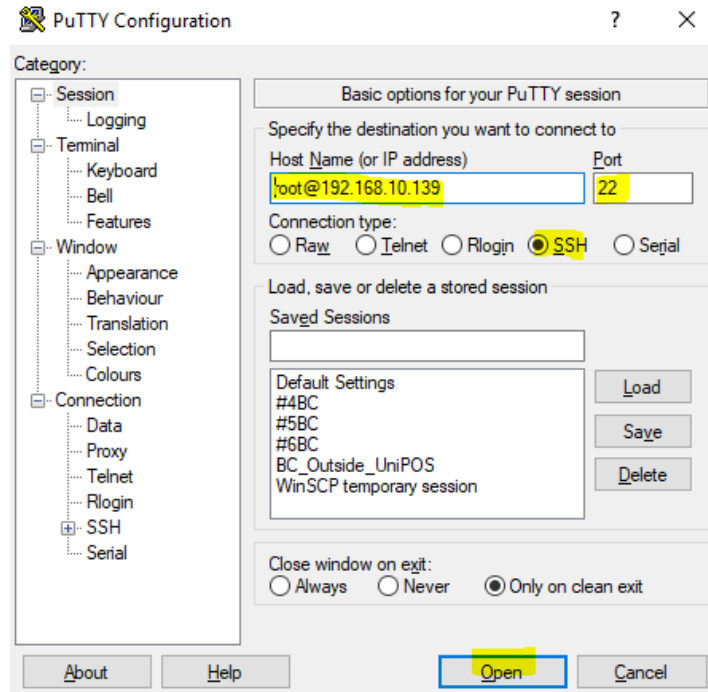 PuTTY Configuration
?
Category:
Session
Logging
Terminal
Keyboard
Bell
Features
Window
Appearance
Behaviour
Translation
Selection
Colours
Connection
Data
Proxy
Telnet
Rlogin
SSH
Serial
Basic options for your PuTTY session
Specify the destination you want to connect to
Host Name (or IP address) Port
root@192.168.10.139 22
Connection type:
Raw Telnet Rlogin SSH Serial
Load, save or delete a stored session
Saved Sessions
Default Settings
#4BC
#5BC
#6BC
BC_Outside_UniPOS
WinSCP temporary session
Load
Save
Delete
Close window on exit:
Always Never Only on clean exit
About Help Open Cancel